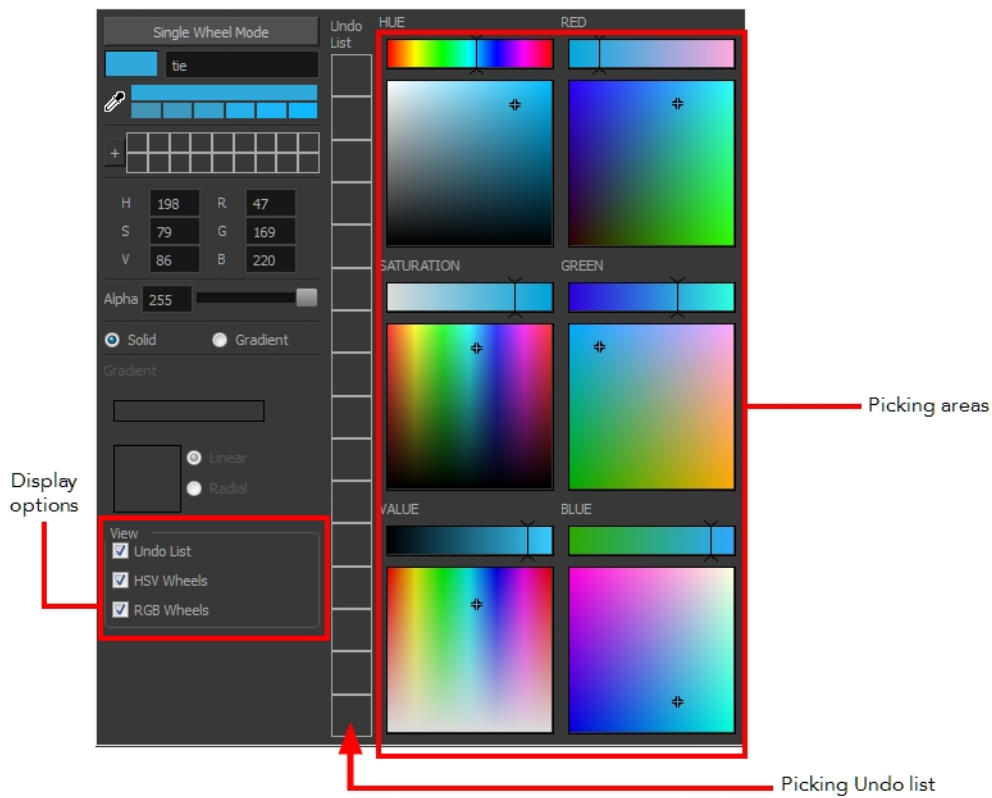 Single Wheel Mode
Undo
List
HUE
RED
tie
+
H 198 R 47
S 79 G 169
V 86 B 220
SATURATION
GREEN
Alpha 255
Solid
Gradient
Gradient
Picking areas
Linear
Radial
Display
options
VALUE
BLUE
View
Undo List
HSV Wheels
RGB Wheels
Picking Undo list